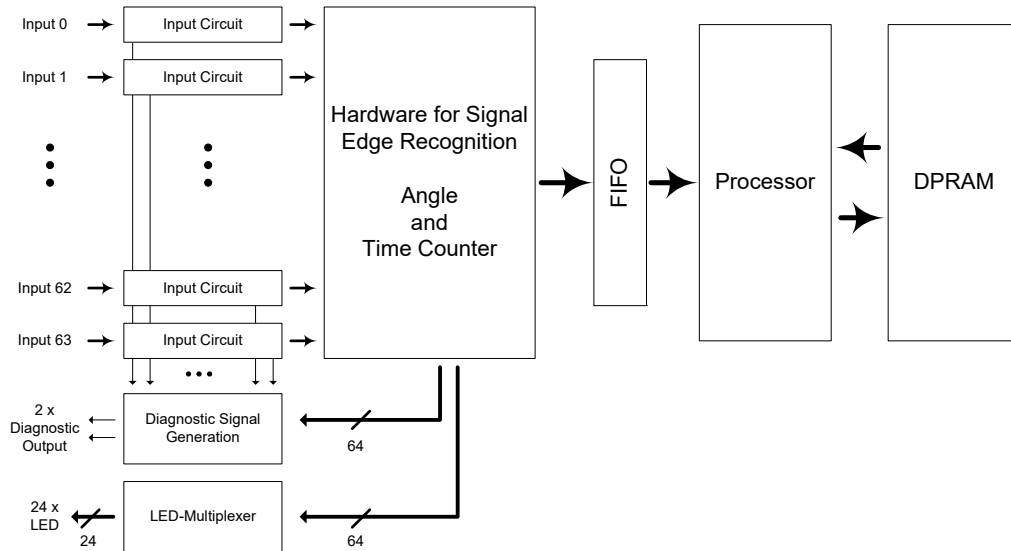 Input 0
Input Circuit
Input 1
Input Circuit
Hardware for Signal
Edge Recognition
Angle
and
Time Counter
FIFO
Processor
DPRAM
Input 62
Input Circuit
Input 63
Input Circuit
2 x
Diagnostic
Output
Diagnostic Signal
Generation
64
24 x
LED
24
LED-Multiplexer
64